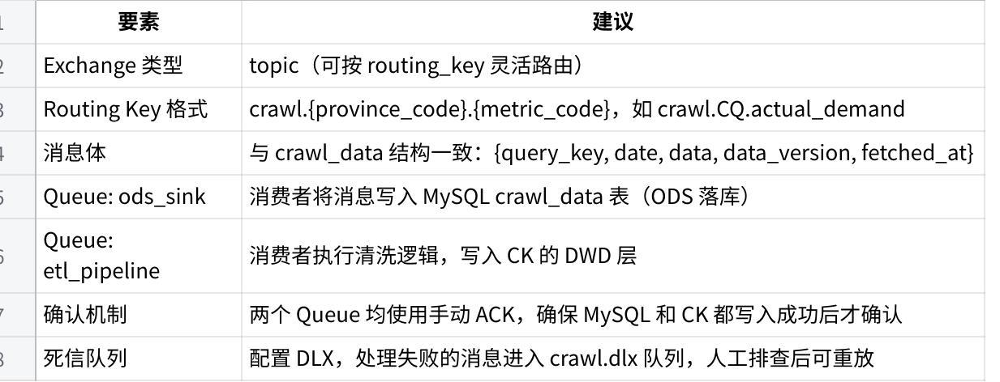 1 要素 建议
2 Exchange 类型 topic（可按 routing_key 灵活路由）
3 Routing Key 格式 crawl.{province_code}.{metric_code}，如 crawl.CQ.actual_demand
4 消息体 与 crawl_data 结构一致：{query_key, date, data, data_version, fetched_at}
5 Queue: ods_sink 消费者将消息写入 MySQL crawl_data 表（ODS 落库）
6 Queue:
etl_pipeline 消费者执行清洗逻辑，写入 CK 的 DWD 层
7 确认机制 两个 Queue 均使用手动 ACK，确保 MySQL 和 CK 都写入成功后才确认
8 死信队列 配置 DLX，处理失败的消息进入 crawl.dlx 队列，人工排查后可重放